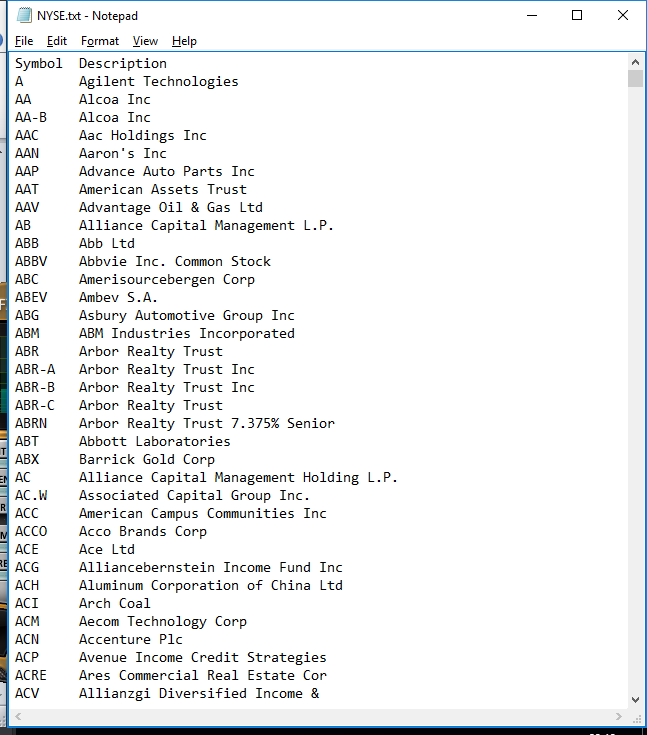 NYSE.txt - Notepad
File Edit Format View Help
Symbol Description
A Agilent Technologies
AA Alcoa Inc
AA-B Alcoa Inc
AAC Aac Holdings Inc
AAN Aaron's Inc
AAP Advance Auto Parts Inc
AAT American Assets Trust
AAV Advantage Oil & Gas Ltd
AB Alliance Capital Management L.P.
ABB Abb Ltd
ABBV Abbvie Inc. Common Stock
ABC Amerisourcebergen Corp
ABEV Ambev S.A.
ABG Asbury Automotive Group Inc
ABM ABM Industries Incorporated
ABR Arbor Realty Trust
ABR-A Arbor Realty Trust Inc
ABR-B Arbor Realty Trust Inc
ABR-C Arbor Realty Trust
ABRN Arbor Realty Trust 7.375% Senior
ABT Abbott Laboratories
ABX Barrick Gold Corp
AC Alliance Capital Management Holding L.P.
AC.W Associated Capital Group Inc.
ACC American Campus Communities Inc
ACCO Acco Brands Corp
ACE Ace Ltd
ACG Alliancebernstein Income Fund Inc
ACH Aluminum Corporation of China Ltd
ACI Arch Coal
ACM Aecom Technology Corp
ACN Accenture Plc
ACP Avenue Income Credit Strategies
ACRE Ares Commercial Real Estate Cor
ACV Allianzgi Diversified Income &